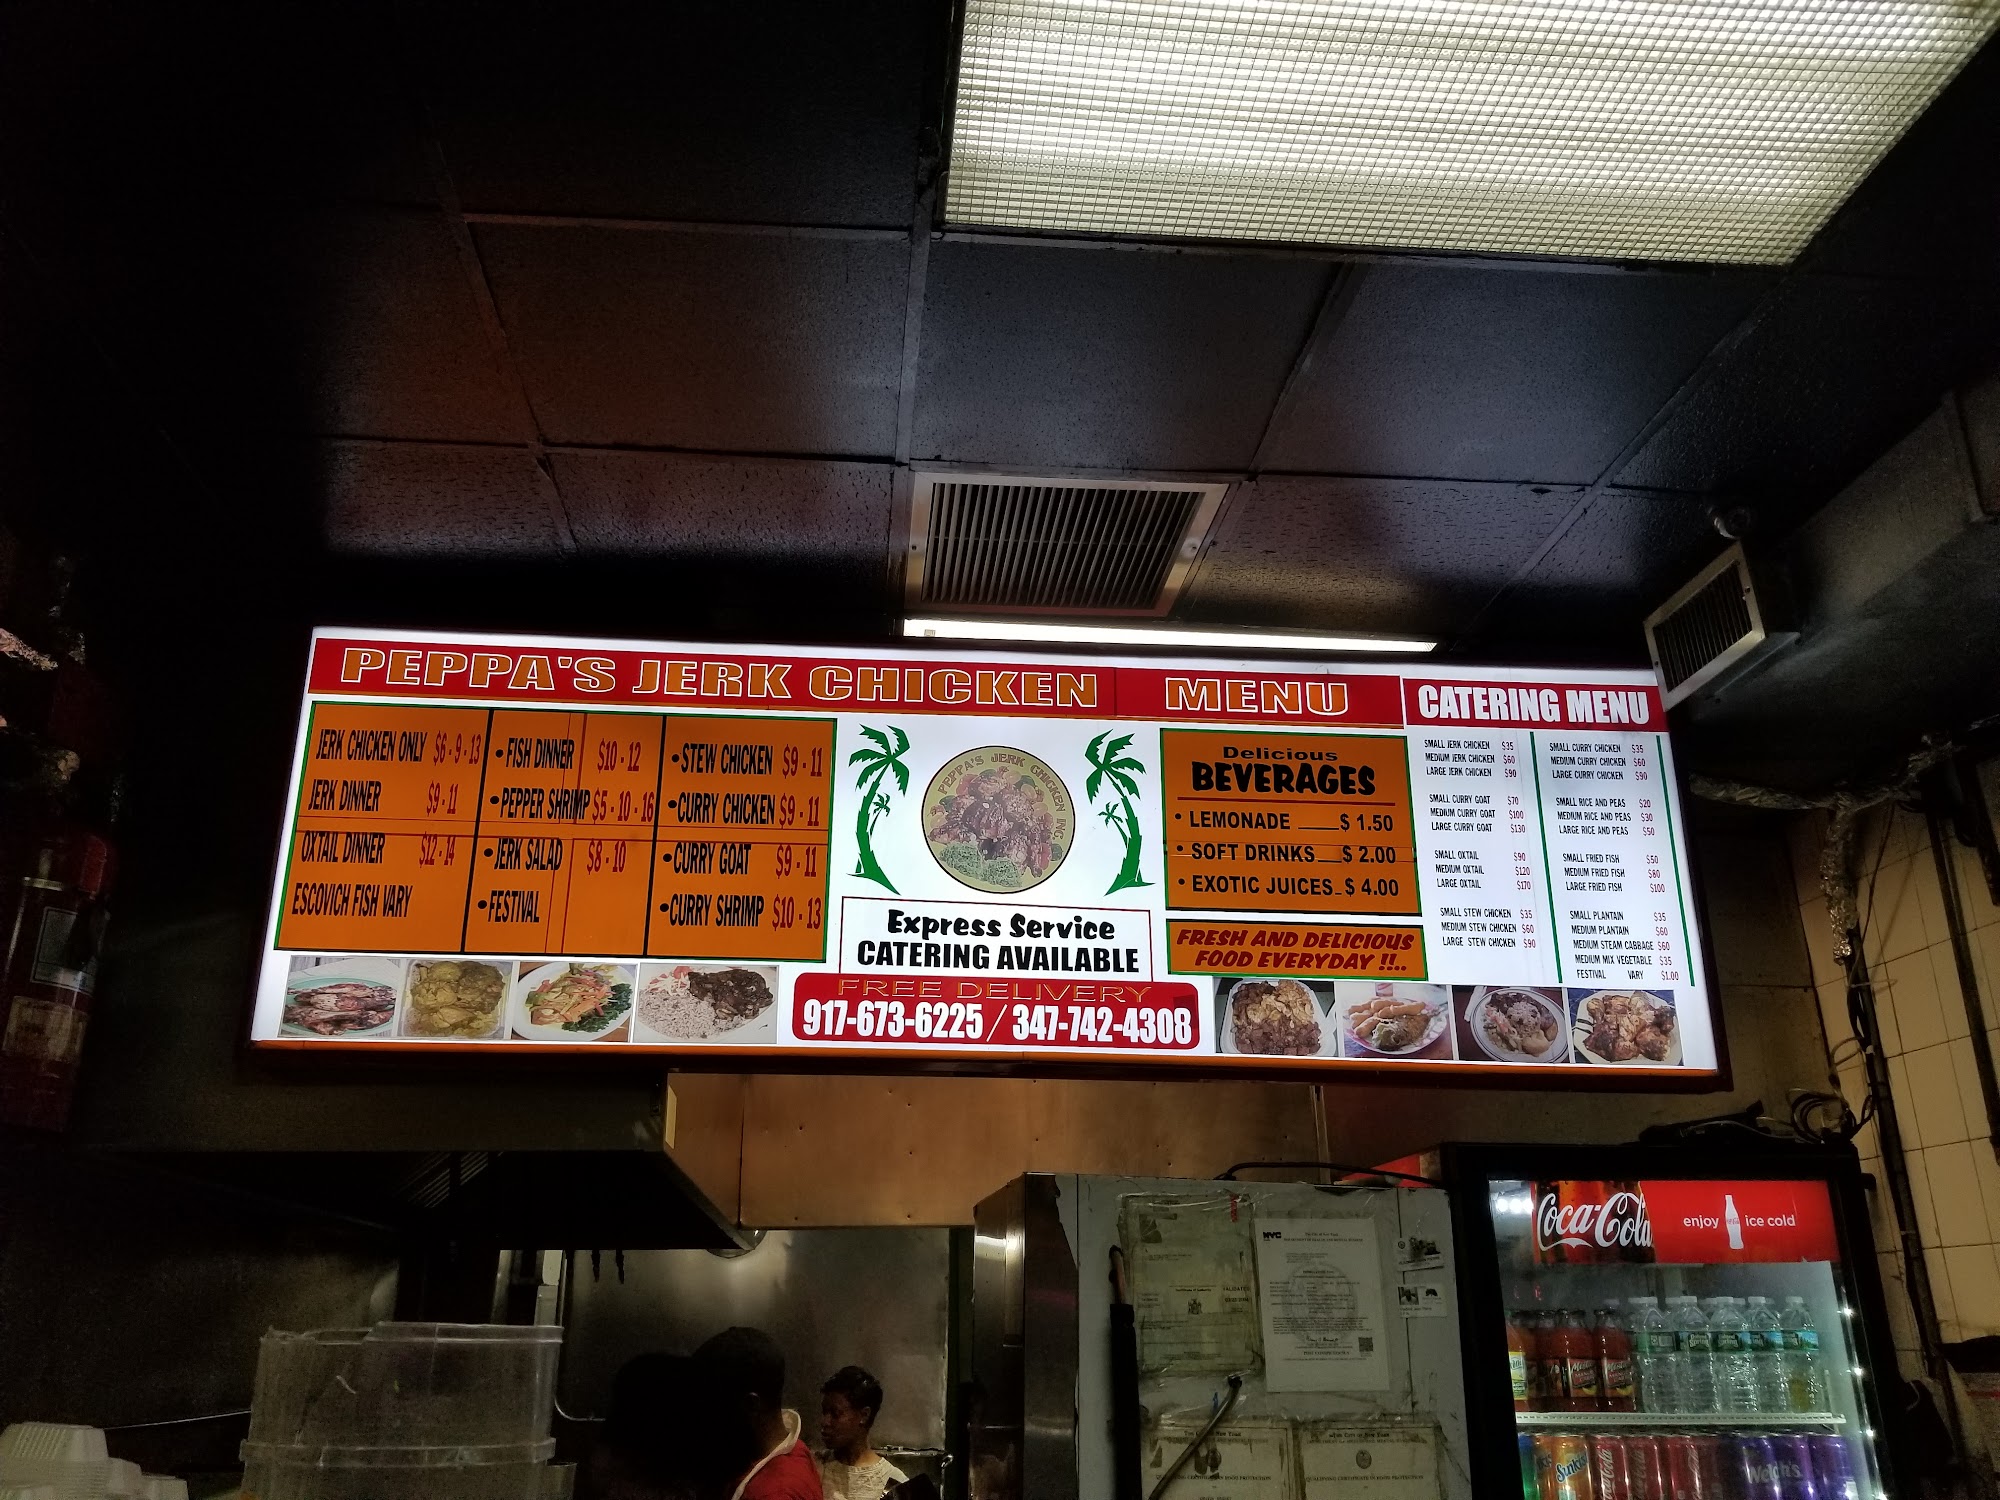 PEPPA'S JERK CHICKEN MENU
JERK CHICKEN ONLY $6 - 9 - 13
JERK DINNER $9 - 11
OXTAIL DINNER $12 - 14
ESCOVICH FISH VARY
• FISH DINNER $10 - 12
• PEPPER SHRIMP $5 - 10 - 16
• JERK SALAD $8 - 10
• FESTIVAL
• STEW CHICKEN $9 - 11
• CURRY CHICKEN $9 - 11
• CURRY GOAT $9 - 11
• CURRY SHRIMP $10 - 13
PEPPA'S JERK CHICKEN INC.
Express Service
CATERING AVAILABLE
FREE DELIVERY
917-673-6225 / 347-742-4308
Delicious
BEVERAGES
• LEMONADE ___ $ 1.50
• SOFT DRINKS __ $ 2.00
• EXOTIC JUICES _ $ 4.00
FRESH AND DELICIOUS
FOOD EVERYDAY !!..
CATERING MENU
SMALL JERK CHICKEN $35
MEDIUM JERK CHICKEN $60
LARGE JERK CHICKEN $90
SMALL CURRY GOAT $70
MEDIUM CURRY GOAT $100
LARGE CURRY GOAT $130
SMALL OXTAIL $90
MEDIUM OXTAIL $120
LARGE OXTAIL $170
SMALL STEW CHICKEN $35
MEDIUM STEW CHICKEN $60
LARGE STEW CHICKEN $90
SMALL CURRY CHICKEN $35
MEDIUM CURRY CHICKEN $60
LARGE CURRY CHICKEN $90
SMALL RICE AND PEAS $20
MEDIUM RICE AND PEAS $30
LARGE RICE AND PEAS $50
SMALL FRIED FISH $50
MEDIUM FRIED FISH $80
LARGE FRIED FISH $100
SMALL PLANTAIN $35
MEDIUM PLANTAIN $60
MEDIUM STEAM CABBAGE $60
MEDIUM MIX VEGETABLE $35
FESTIVAL VARY $1.00
Coca-Cola
enjoy ice cold
NYC
Sunkist
Welch's